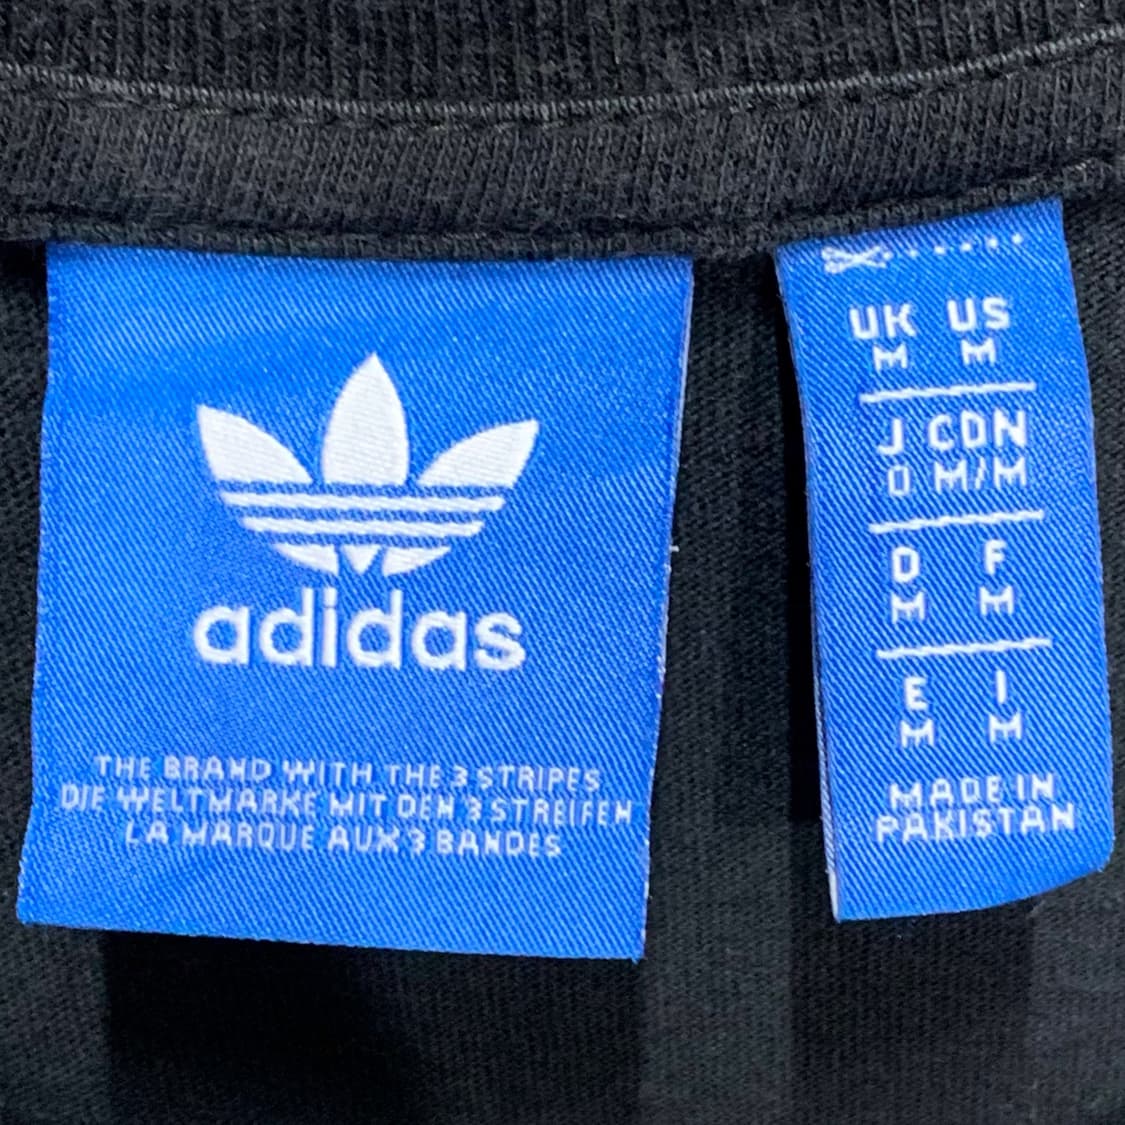 adidas
THE BRAND WITH THE 3 STRIPES
DIE WELTMARKE MIT DEN 3 STREIFEN
LA MARQUE AUX 3 BANDES
UK US
M M
J CDN
O M/M
D F
M M
E I
M M
MADE IN
PAKISTAN